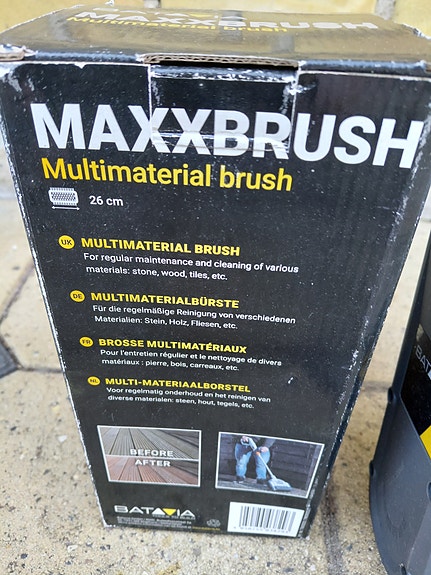 MAXXBRUSH
Multimaterial brush
MAXXBRUSH
Multimaterial brush
26 cm
UK MULTIMATERIAL BRUSH
For regular maintenance and cleaning of various
materials: stone, wood, tiles, etc.
DE MULTIMATERIALBÜRSTE
Für die regelmäßige Reinigung von verschiedenen
Materialien: Stein, Holz, Fliesen, etc.
FR BROSSE MULTIMATÉRIAUX
Pour l'entretien régulier et le nettoyage de divers
matériaux : pierre, bois, carreaux, etc.
NL MULTI-MATERIAALBORSTEL
Voor regelmatig onderhoud en het reinigen van
diverse materialen: steen, hout, tegels, etc.
BEFORE
AFTER
BATAVIA